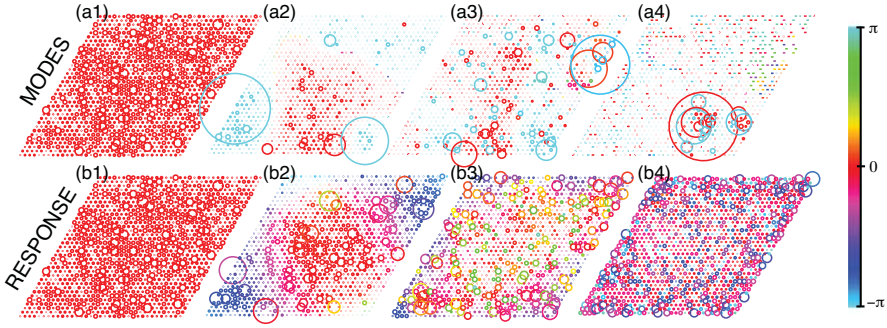 (a1) (a2) (a3) (a4)
MODES
π
0
−π
(b1) (b2) (b3) (b4)
RESPONSE